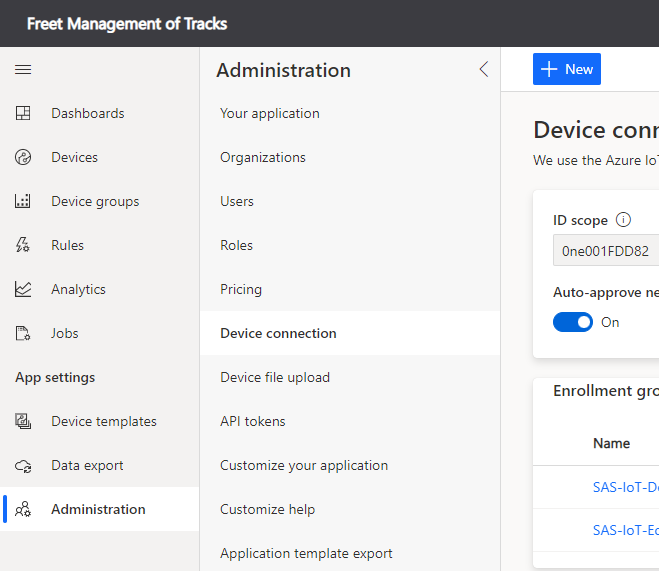 Freet Management of Tracks
Dashboards
Devices
Device groups
Rules
Analytics
Jobs
App settings
Device templates
Data export
Administration
Administration
Your application
Organizations
Users
Roles
Pricing
Device connection
Device file upload
API tokens
Customize your application
Customize help
Application template export
New
Device conn
We use the Azure IoT
ID scope
0ne001FDD82
Auto-approve ne
On
Enrollment gro
Name
SAS-IoT-De
SAS-IoT-Ed